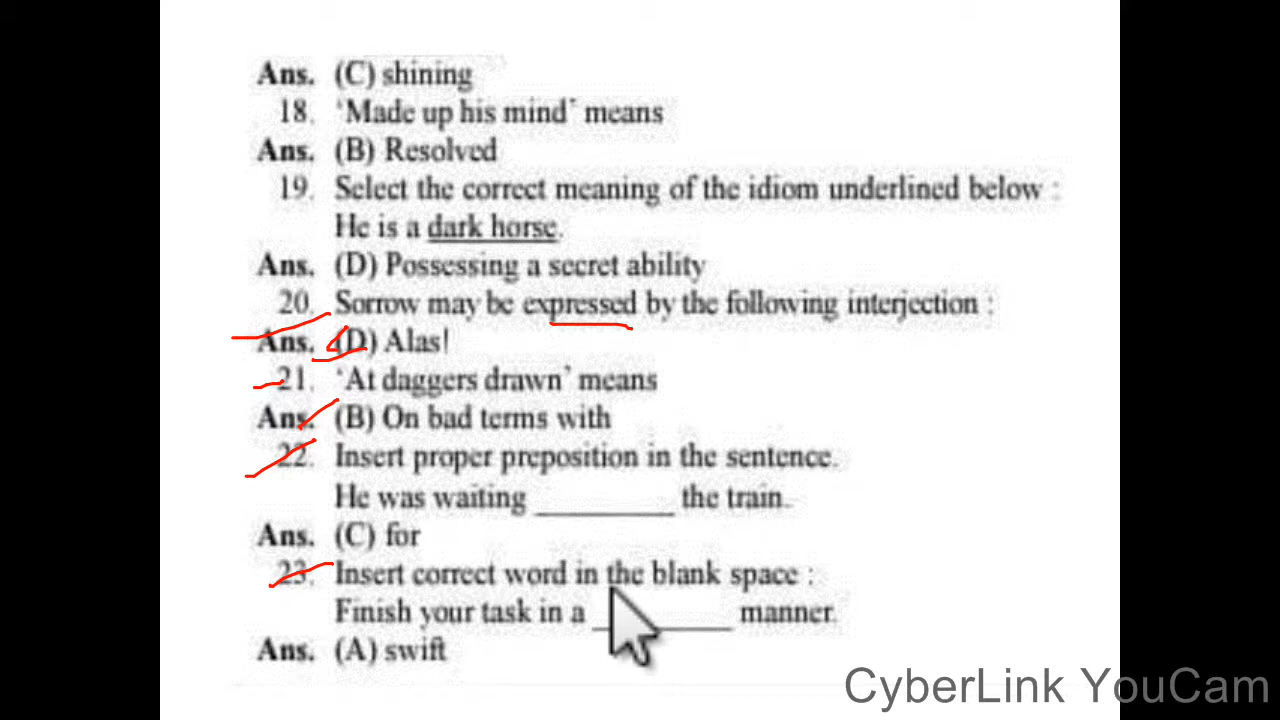 Ans. (C) shining
18. ‘Made up his mind’ means
Ans. (B) Resolved
19. Select the correct meaning of the idiom underlined below :
He is a dark horse.
Ans. (D) Possessing a secret ability
20. Sorrow may be expressed by the following interjection :
Ans. (D) Alas!
21. ‘At daggers drawn’ means
Ans. (B) On bad terms with
22. Insert proper preposition in the sentence.
He was waiting _________ the train.
Ans. (C) for
23. Insert correct word in the blank space :
Finish your task in a _________ manner.
Ans. (A) swift
CyberLink YouCam